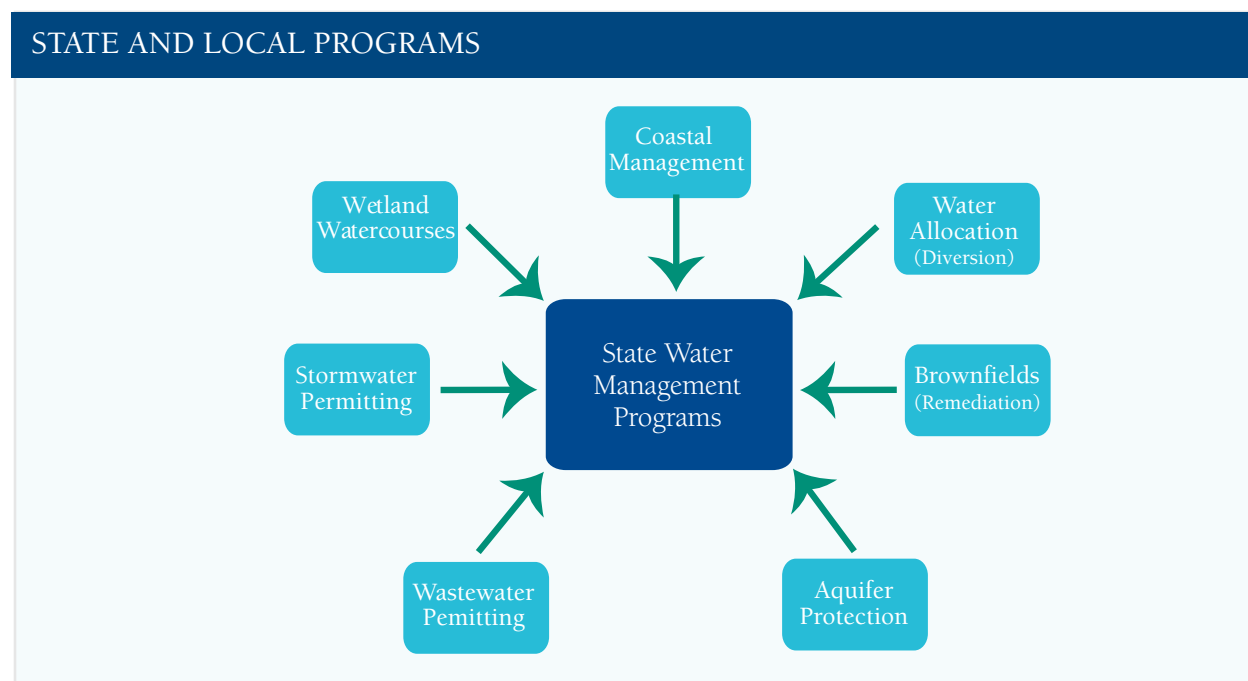 STATE AND LOCAL PROGRAMS
Coastal
Management
Wetland
Watercourses
Water
Allocation
(Diversion)
Stormwater
Permitting
State Water
Management
Programs
Brownfields
(Remediation)
Wastewater
Pemitting
Aquifer
Protection